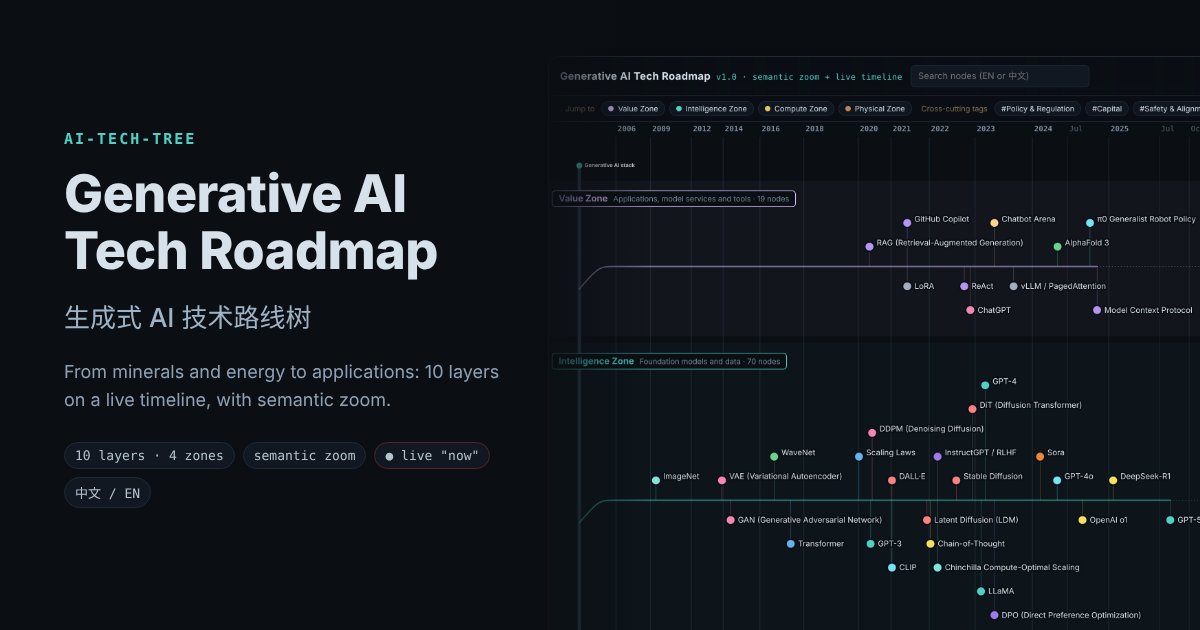 AI-TECH-TREE
Generative AI
Tech Roadmap
生成式 AI 技术路线树
From minerals and energy to applications: 10 layers
on a live timeline, with semantic zoom.
10 layers · 4 zones
semantic zoom
● live "now"
中文 / EN
Generative AI Tech Roadmap v1.0 · semantic zoom + live timeline
Search nodes (EN or 中文)
Jump to
Value Zone
Intelligence Zone
Compute Zone
Physical Zone
Cross-cutting tags
#Policy & Regulation
#Capital
#Safety & Alignm
2006 2009 2012 2014 2016 2018 2020 2021 2022 2023 2024 Jul 2025 Jul Oc
Generative AI stack
Value Zone Applications, model services and tools · 19 nodes
GitHub Copilot
Chatbot Arena
π0 Generalist Robot Policy
RAG (Retrieval-Augmented Generation)
AlphaFold 3
LoRA
ReAct
vLLM / PagedAttention
ChatGPT
Model Context Protocol
Intelligence Zone Foundation models and data · 70 nodes
GPT-4
DiT (Diffusion Transformer)
DDPM (Denoising Diffusion)
WaveNet
Scaling Laws
InstructGPT / RLHF
Sora
ImageNet
VAE (Variational Autoencoder)
DALL·E
Stable Diffusion
GPT-4o
DeepSeek-R1
GAN (Generative Adversarial Network)
Latent Diffusion (LDM)
OpenAI o1
GPT-5
Transformer
GPT-3
Chain-of-Thought
CLIP
Chinchilla Compute-Optimal Scaling
LLaMA
DPO (Direct Preference Optimization)